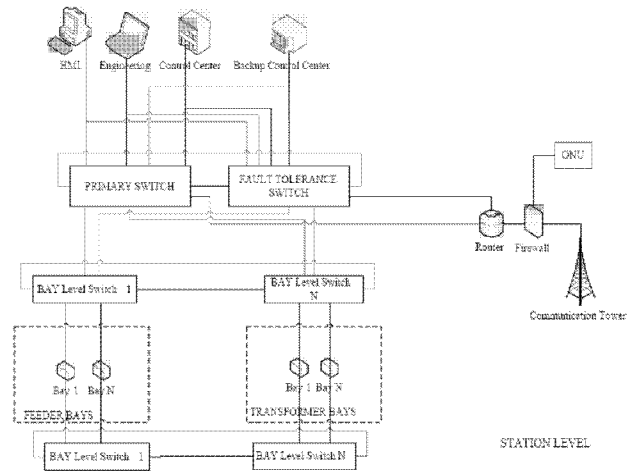 HMI Engineering Control Center Backup Control Center
PRIMARY SWITCH
FAULT TOLERANCE
SWITCH
ONU
Router Firewall
BAY Level Switch 1
BAY Level Switch
N
Communication Tower
Bay 1 Bay N
Bay 1 Bay N
FEEDER BAYS
TRANSFORMER BAYS
BAY Level Switch 1
BAY Level Switch N
STATION LEVEL